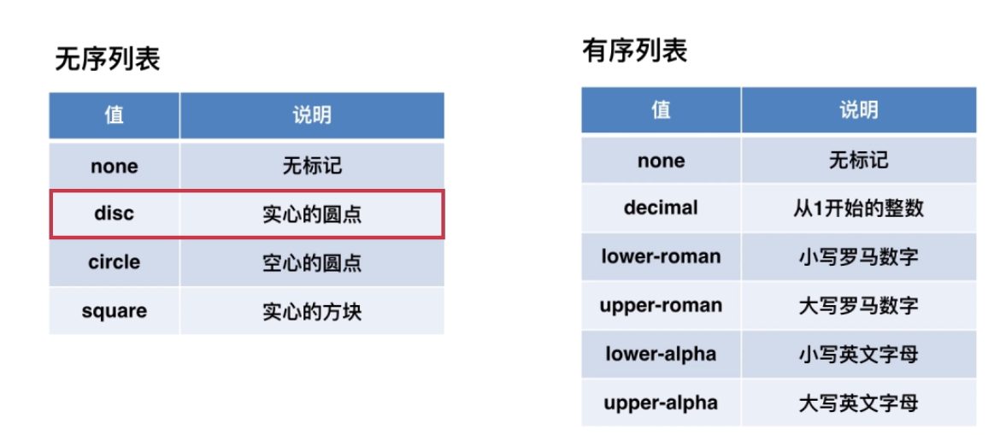 无序列表
值 说明
none 无标记
disc 实心的圆点
circle 空心的圆点
square 实心的方块
有序列表
值 说明
none 无标记
decimal 从1开始的整数
lower-roman 小写罗马数字
upper-roman 大写罗马数字
lower-alpha 小写英文字母
upper-alpha 大写英文字母